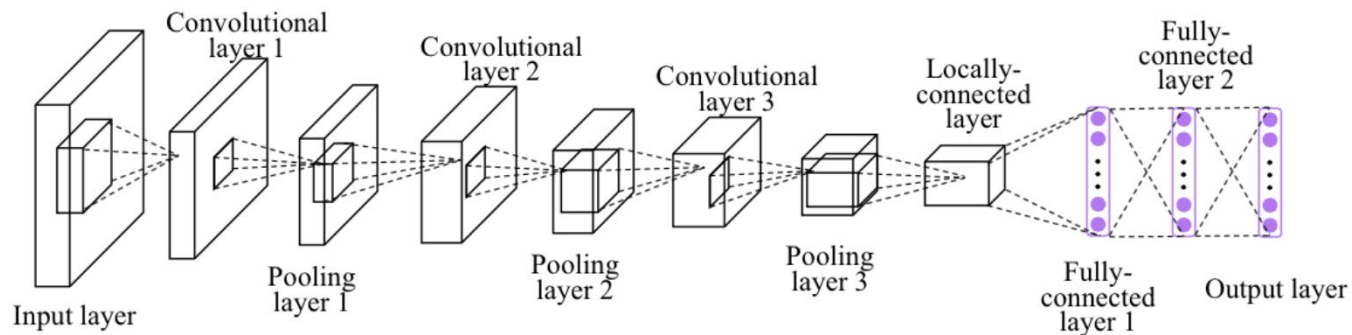 Convolutional
layer 1
Convolutional
layer 2
Convolutional
layer 3
Locally-
connected
layer
Fully-
connected
layer 2
Input layer
Pooling
layer 1
Pooling
layer 2
Pooling
layer 3
Fully-
connected
layer 1
Output layer